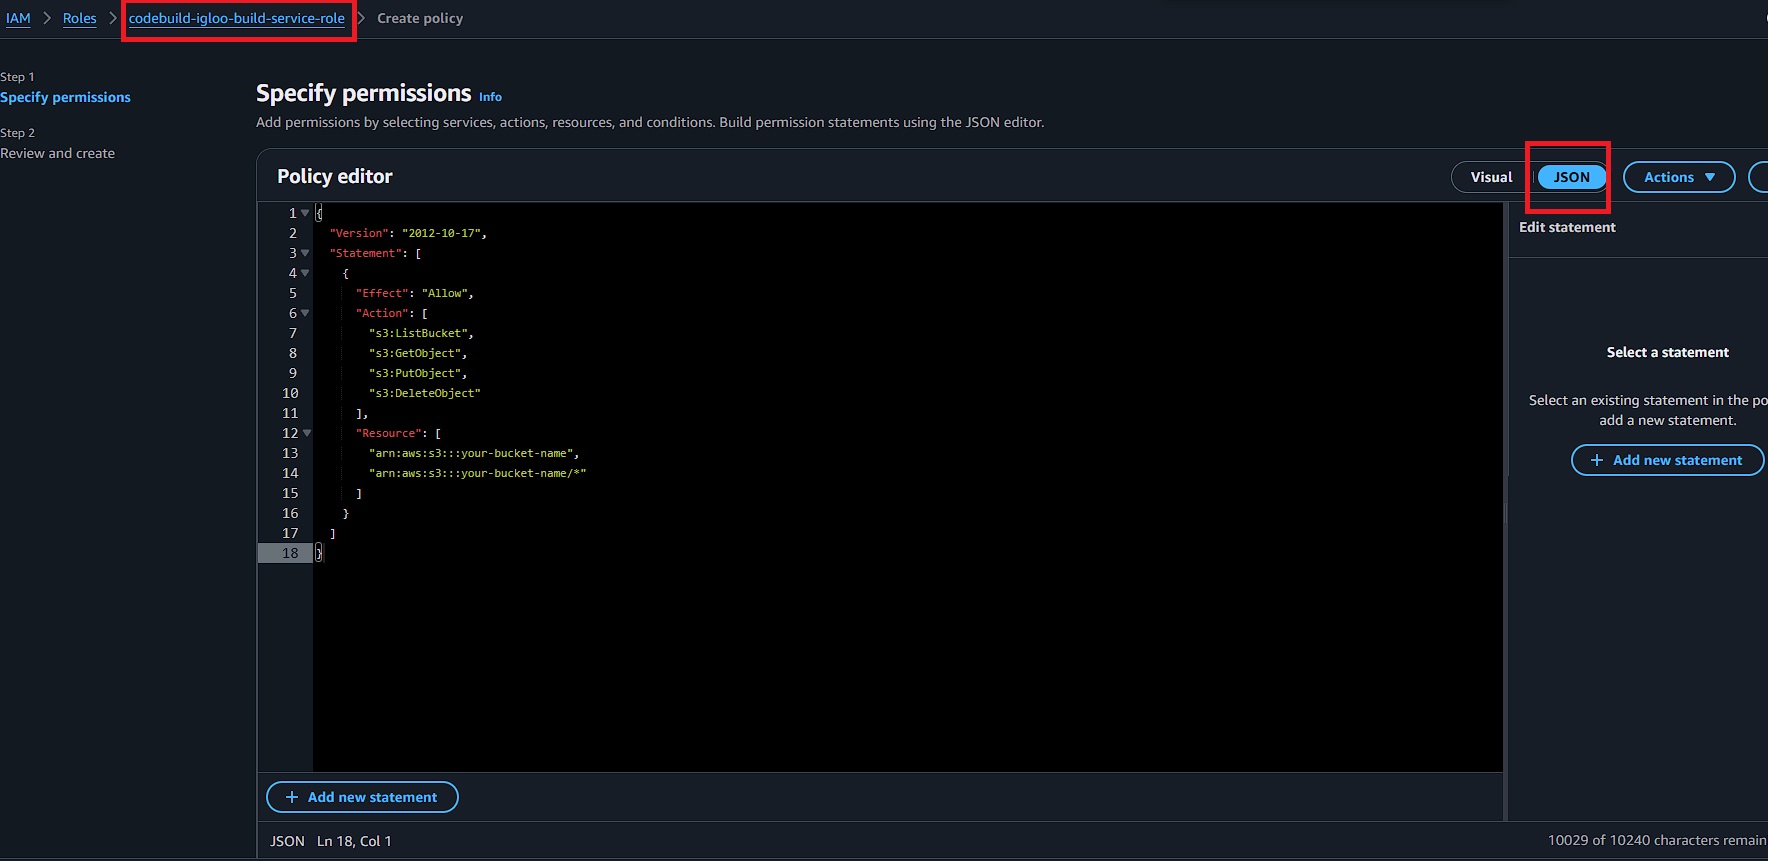 IAM > Roles > codebuild-igloo-build-service-role > Create policy
Step 1
Specify permissions
Step 2
Review and create
Specify permissions Info
Add permissions by selecting services, actions, resources, and conditions. Build permission statements using the JSON editor.
Policy editor
Visual JSON Actions
1 {
2 "Version": "2012-10-17",
3 "Statement": [
4 {
5 "Effect": "Allow",
6 "Action": [
7 "s3:ListBucket",
8 "s3:GetObject",
9 "s3:PutObject",
10 "s3:DeleteObject"
11 ],
12 "Resource": [
13 "arn:aws:s3:::your-bucket-name",
14 "arn:aws:s3:::your-bucket-name/*"
15 ]
16 }
17 ]
18 }
+ Add new statement
JSON Ln 18, Col 1
Edit statement
Select a statement
Select an existing statement in the po
add a new statement.
+ Add new statement
10029 of 10240 characters remain